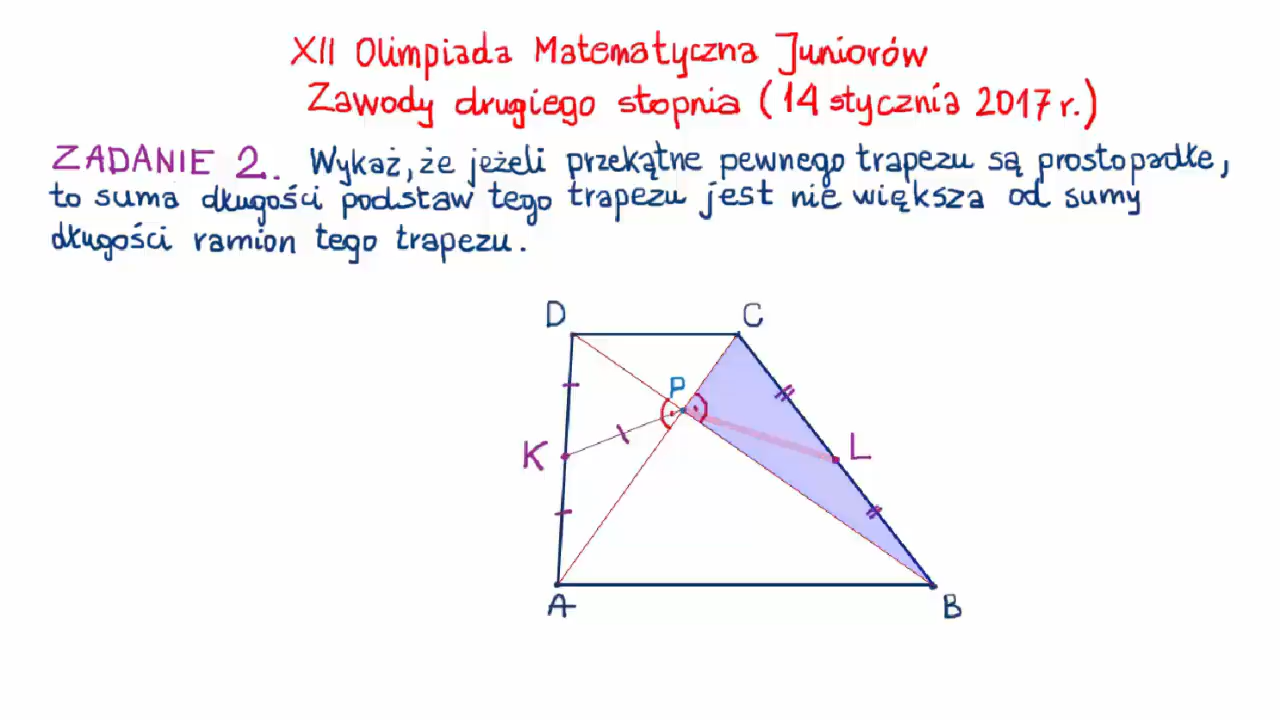 XII Olimpiada Matematyczna Juniorów
Zawody drugiego stopnia (14 stycznia 2017 r.)
ZADANIE 2. Wykaż, że jeżeli przekątne pewnego trapezu są prostopadłe,
to suma długości podstaw tego trapezu jest nie większa od sumy
długości ramion tego trapezu.
D
C
P
K
L
A
B